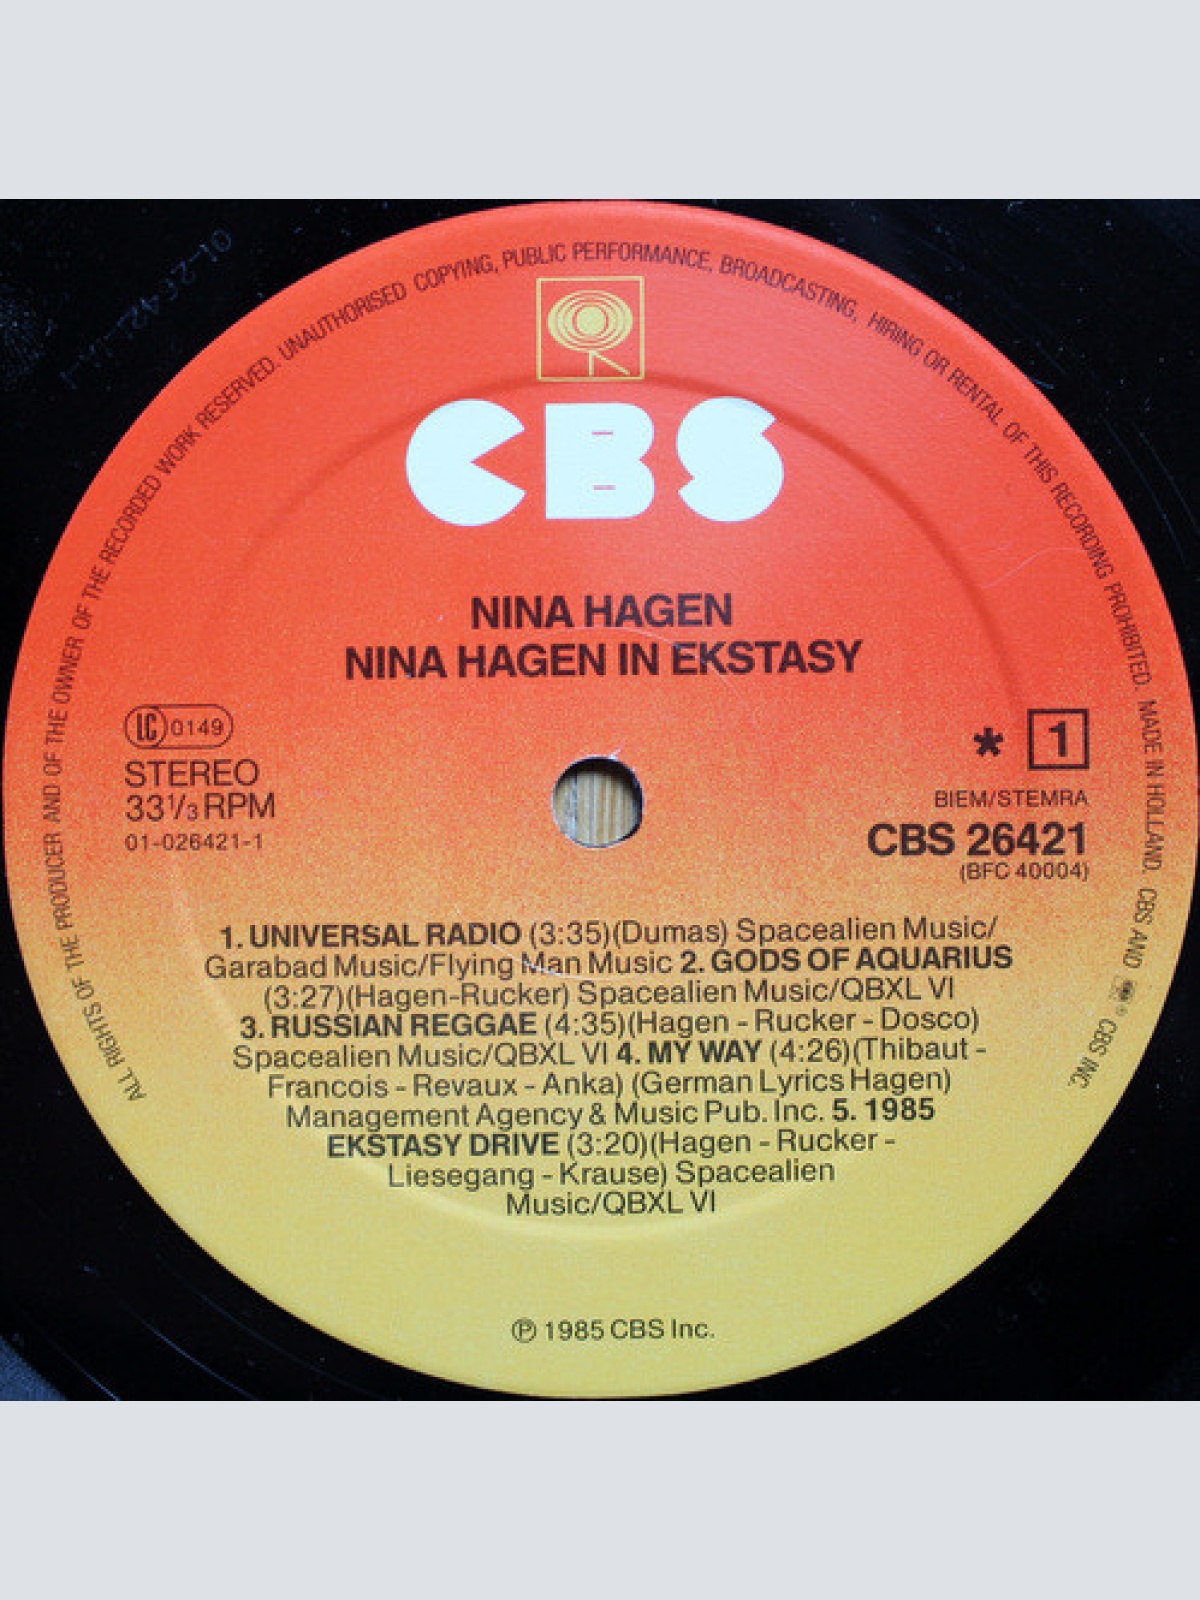 ALL RIGHTS OF THE PRODUCER AND OF THE OWNER OF THE RECORDED WORK RESERVED. UNAUTHORISED COPYING, PUBLIC PERFORMANCE, BROADCASTING, HIRING OR RENTAL OF THIS RECORDING PROHIBITED. MADE IN HOLLAND. CBS AND ® CBS INC.
CBS
NINA HAGEN
NINA HAGEN IN EKSTASY
LC 0149
STEREO
33 1/3 RPM
01-026421-1
* 1
BIEM/STEMRA
CBS 26421
(BFC 40004)
1. UNIVERSAL RADIO (3:35)(Dumas) Spacealien Music/
Garabad Music/Flying Man Music 2. GODS OF AQUARIUS
(3:27)(Hagen-Rucker) Spacealien Music/QBXL VI
3. RUSSIAN REGGAE (4:35)(Hagen - Rucker - Dosco)
Spacealien Music/QBXL VI 4. MY WAY (4:26)(Thibaut -
Francois - Revaux - Anka) (German Lyrics Hagen)
Management Agency & Music Pub. Inc. 5. 1985
EKSTASY DRIVE (3:20)(Hagen - Rucker -
Liesegang - Krause) Spacealien
Music/QBXL VI
℗ 1985 CBS Inc.